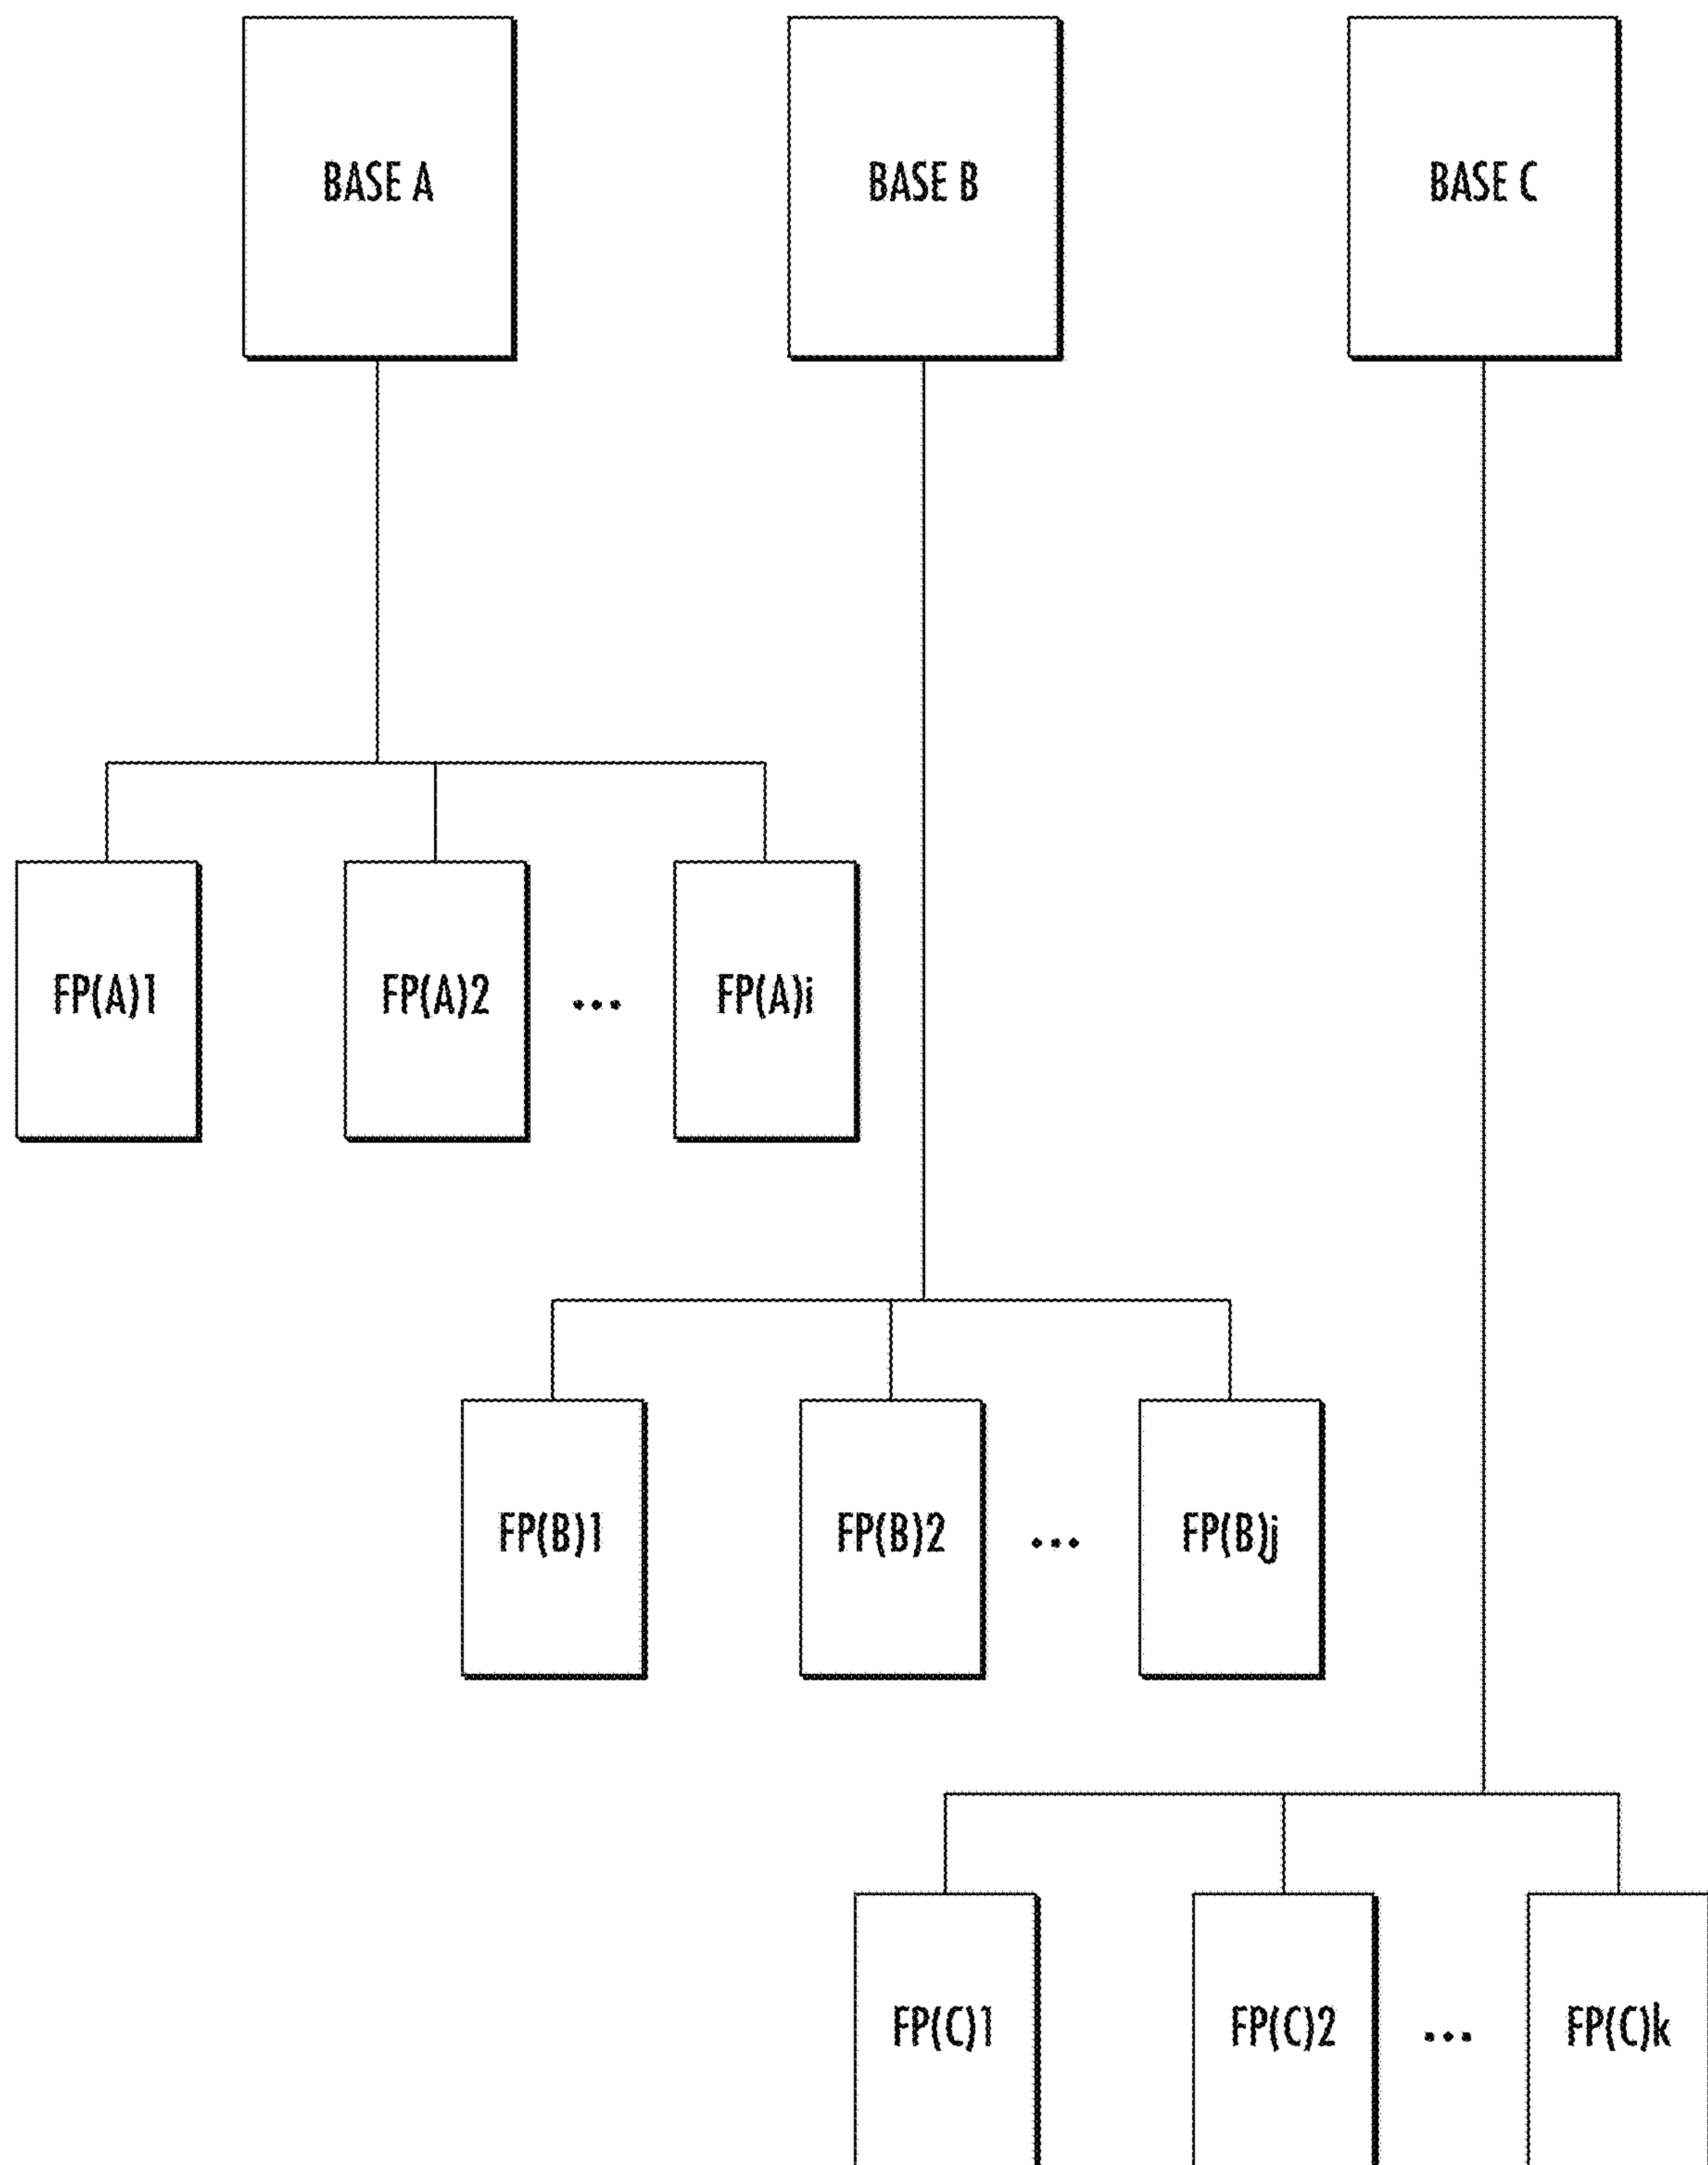 BASE A
BASE B
BASE C
FP(A)1
FP(A)2
...
FP(A)i
FP(B)1
FP(B)2
...
FP(B)j
FP(C)1
FP(C)2
...
FP(C)k